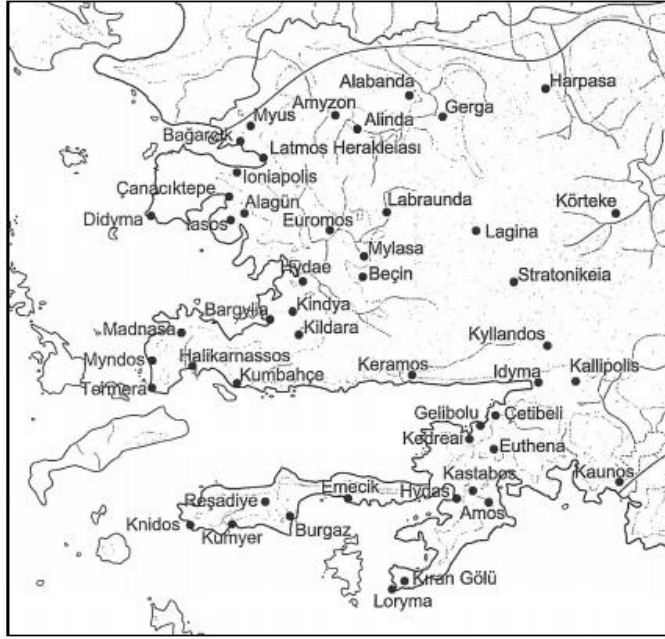 Alabanda
Harpasa
Amyzon
Gerga
Myus
Alinda
Bağarcık
Latmos Herakleiası
Ioniapolis
Çanacıktepe
Alagün
Labraunda
Körteke
Didyma
Iasos
Euromos
Lagina
Mylasa
Hydae
Beçin
Stratonikeia
Bargylia
Kindya
Madnasa
Kildara
Kyllandos
Myndos
Halikarnassos
Keramos
Idyma
Kallipolis
Termera
Kumbahçe
Gelibolu
Çetibeli
Kedreai
Euthena
Kastabos
Kaunos
Emecik
Hydas
Reşadiye
Amos
Knidos
Kumyer
Burgaz
Kıran Gölü
Loryma